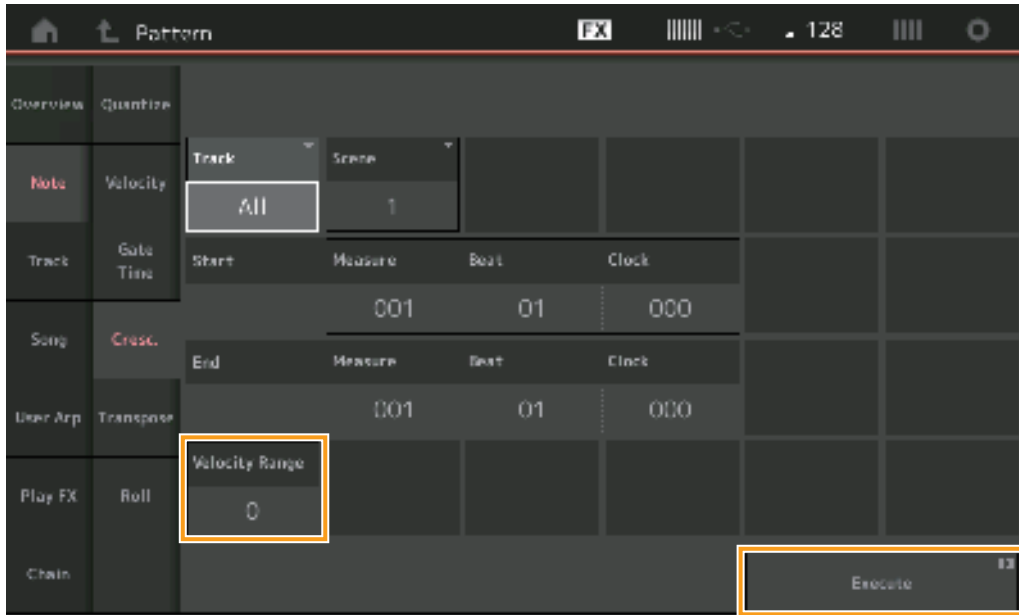 Pattern FX 128
Overview Quantize
Note Velocity Track Scene
All 1
Track Gate Time Start Measure Beat Clock
001 01 000
Song Cresc. End Measure Beat Clock
User Arp Transpose 001 01 000
Velocity Range
Play FX Roll 0
Chain Execute